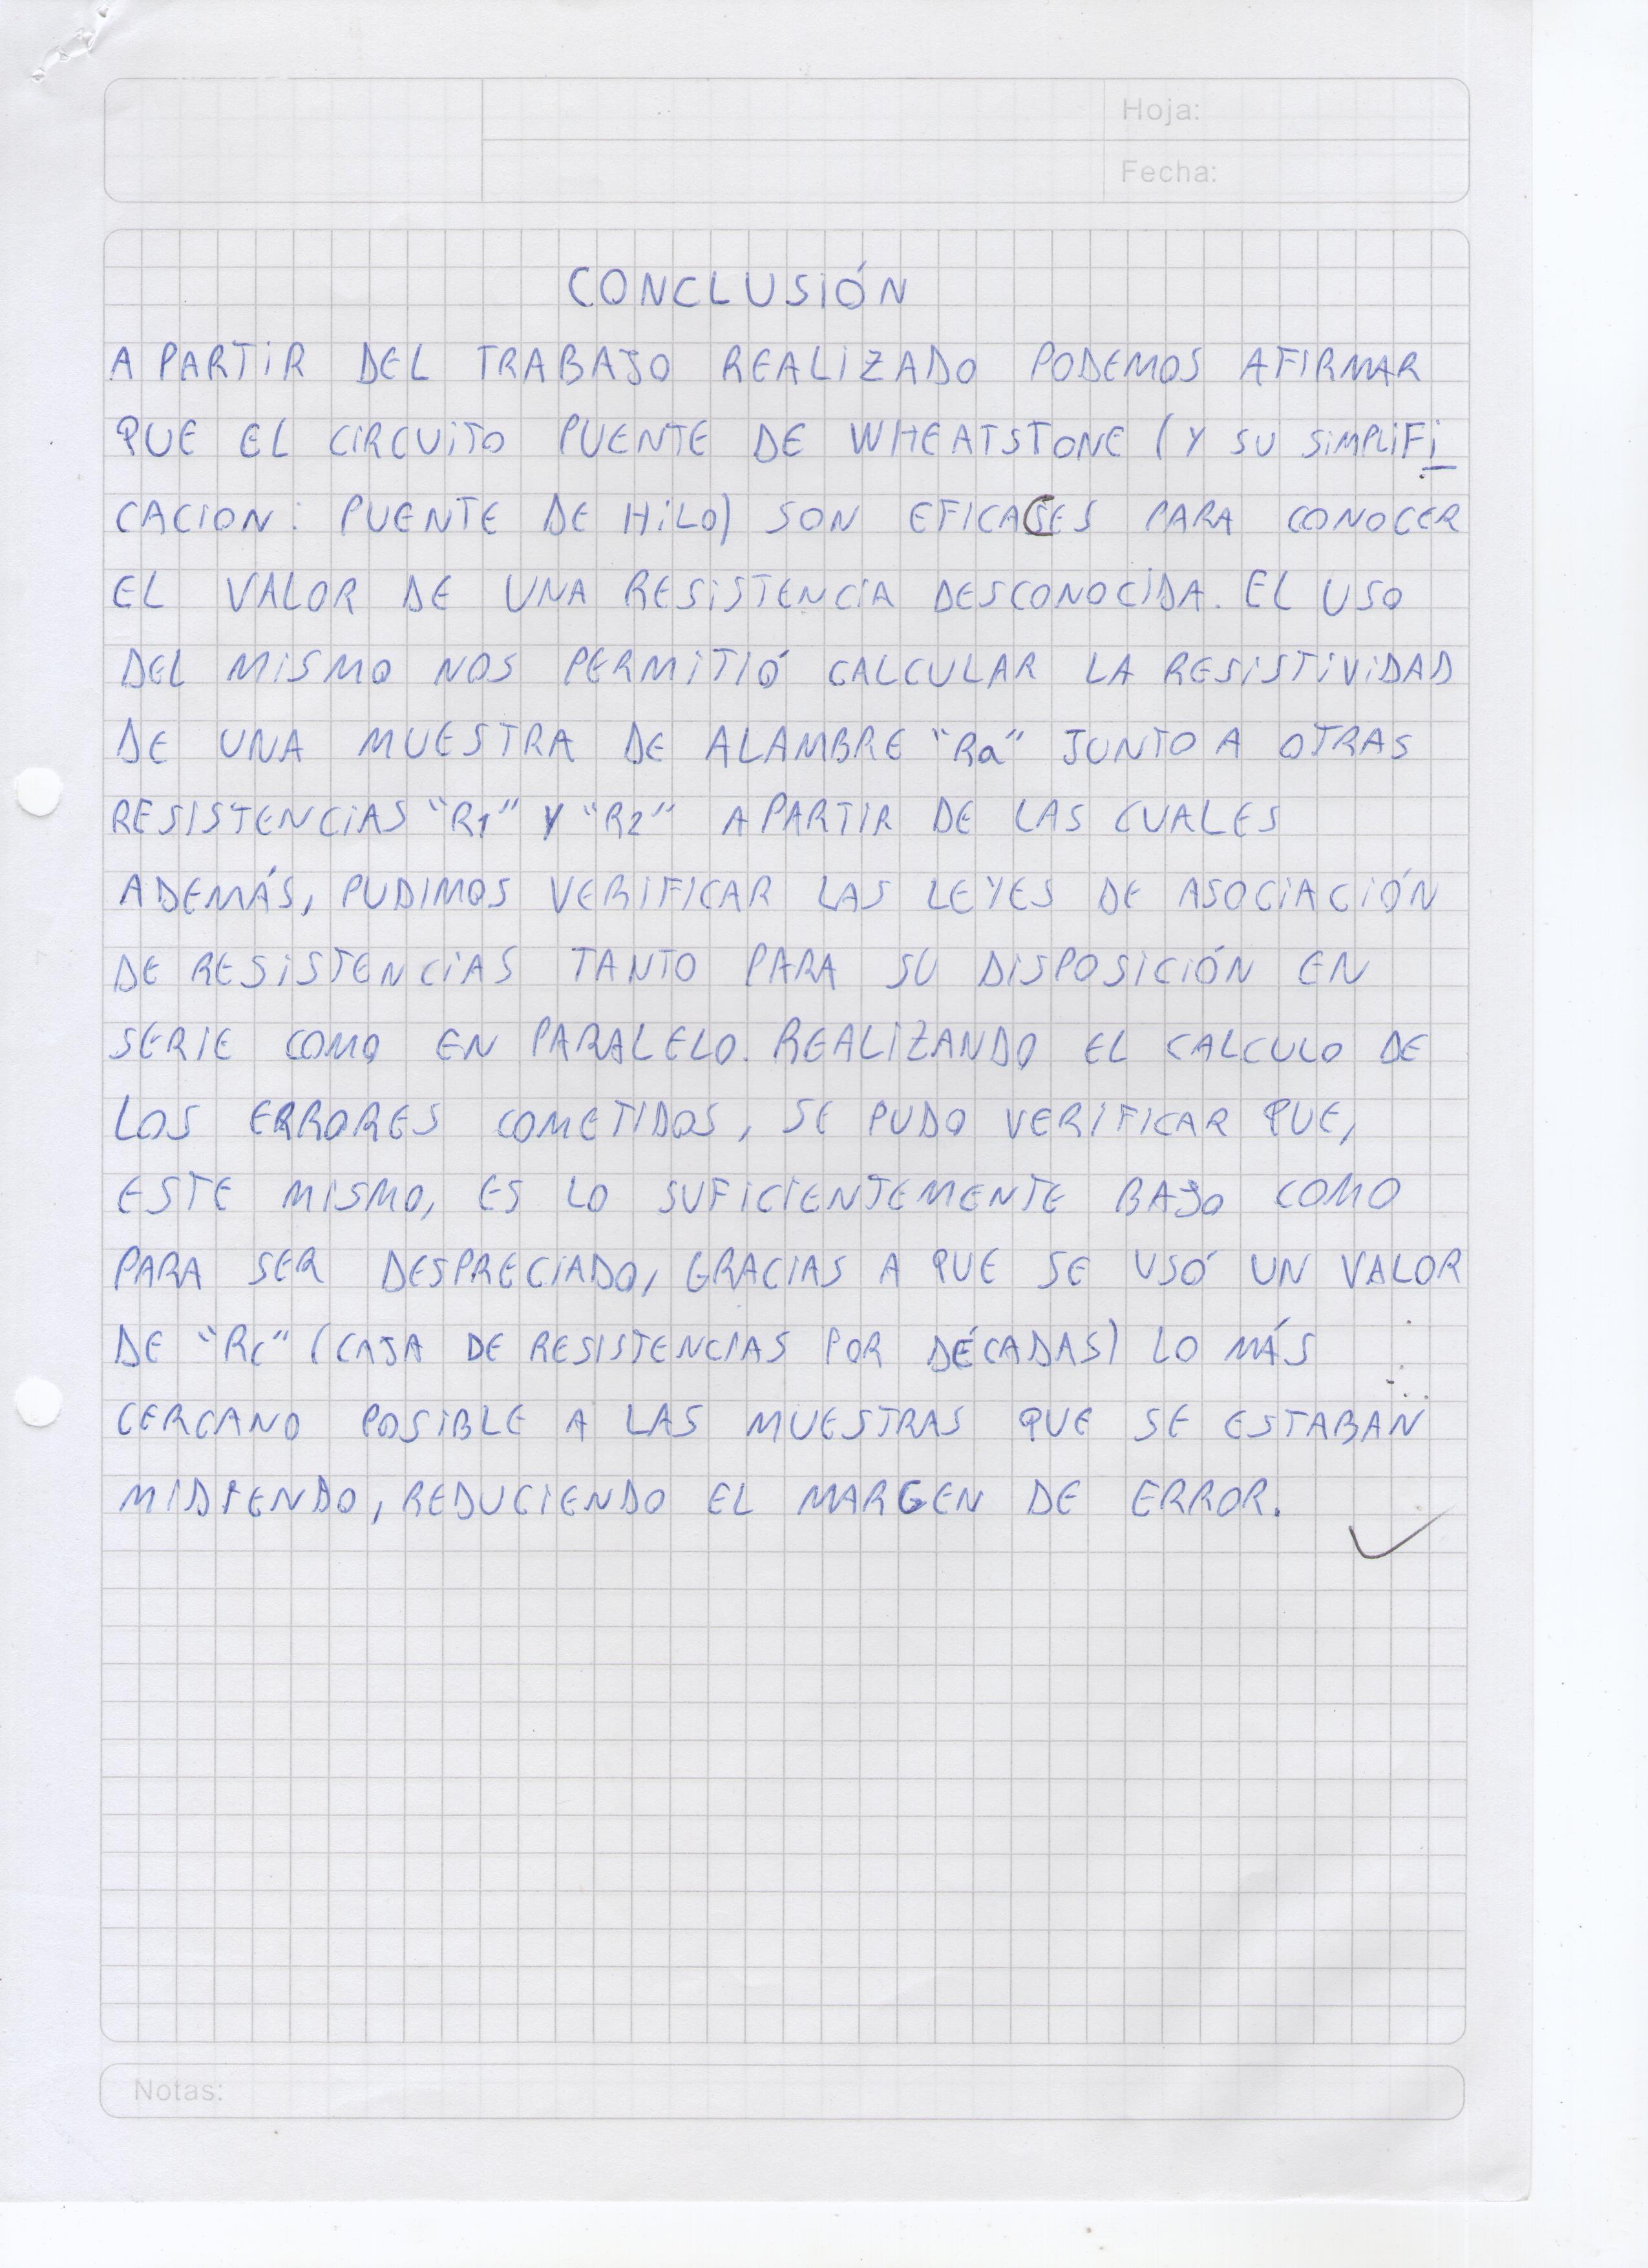 Hoja:
Fecha:
CONCLUSIÓN
A PARTIR DEL TRABAJO REALIZADO PODEMOS AFIRMAR
QUE EL CIRCUITO PUENTE DE WHEATSTONE (Y SU SIMPLIFI
CACION: PUENTE DE HILO) SON EFICACES PARA CONOCER
EL VALOR DE UNA RESISTENCIA DESCONOCIDA. EL USO
DEL MISMO NOS PERMITIÓ CALCULAR LA RESISTIVIDAD
DE UNA MUESTRA DE ALAMBRE "Ra" JUNTO A OTRAS
RESISTENCIAS "R1" Y "R2" A PARTIR DE LAS CUALES
ADEMÁS, PUDIMOS VERIFICAR LAS LEYES DE ASOCIACIÓN
DE RESISTENCIAS TANTO PARA SU DISPOSICIÓN EN
SERIE COMO EN PARALELO. REALIZANDO EL CALCULO DE
LOS ERRORES COMETIDOS, SE PUDO VERIFICAR QUE,
ESTE MISMO, ES LO SUFICIENTEMENTE BAJO COMO
PARA SER DESPRECIADO, GRACIAS A QUE SE USÓ UN VALOR
DE "Rc" (CAJA DE RESISTENCIAS POR DÉCADAS) LO MÁS
CERCANO POSIBLE A LAS MUESTRAS QUE SE ESTABAN
MIDIENDO, REDUCIENDO EL MARGEN DE ERROR.
Notas: